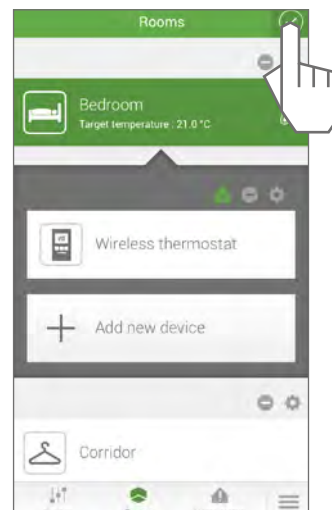 Rooms
Bedroom
Target temperature : 21.0 °C
Wireless thermostat
Add new device
Corridor